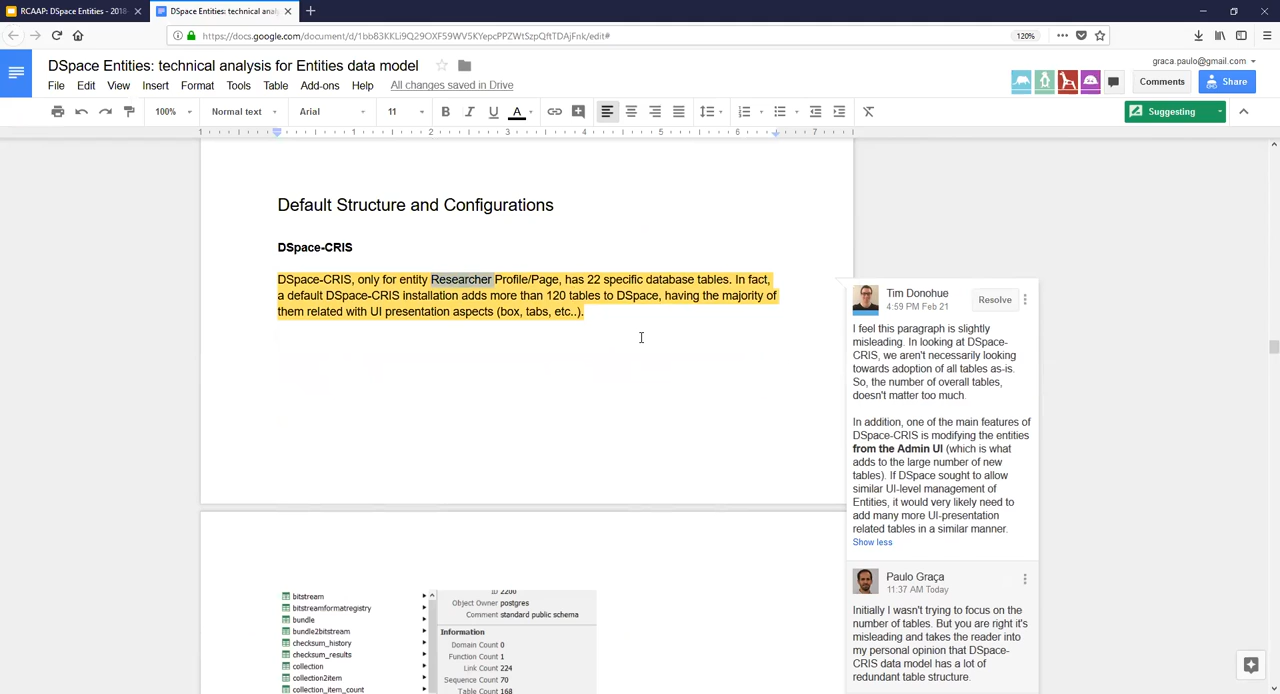 RCAAP: DSpace Entities - 2018-
DSpace Entities: technical anal
https://docs.google.com/document/d/1bb83KKLi9Q29OXF59WV5KYepcPPZWtSzpQftTDAjFnk/edit#
120%
DSpace Entities: technical analysis for Entities data model
graca.paulo@gmail.com
File Edit View Insert Format Tools Table Add-ons Help All changes saved in Drive
Comments
Share
100% Normal text Arial 11 B I U A
Suggesting
1 1 2 3 4 5 6 7
Default Structure and Configurations
DSpace-CRIS
DSpace-CRIS, only for entity Researcher Profile/Page, has 22 specific database tables. In fact,
a default DSpace-CRIS installation adds more than 120 tables to DSpace, having the majority of
them related with UI presentation aspects (box, tabs, etc..).
Tim Donohue
4:59 PM Feb 21
Resolve
I feel this paragraph is slightly
misleading. In looking at DSpace-
CRIS, we aren't necessarily looking
towards adoption of all tables as-is.
So, the number of overall tables,
doesn't matter too much.
In addition, one of the main features of
DSpace-CRIS is modifying the entities
from the Admin UI (which is what
adds to the large number of new
tables). If DSpace sought to allow
similar UI-level management of
Entities, it would very likely need to
add many more UI-presentation
related tables in a similar manner.
Show less
Paulo Graça
11:37 AM Today
Initially I wasn't trying to focus on the
number of tables. But you are right it's
misleading and takes the reader into
my personal opinion that DSpace-
CRIS data model has a lot of
redundant table structure.
bitstream
bitstreamformatregistry
bundle
bundle2bitstream
checksum_history
checksum_results
collection
collection2item
collection_item_count
ID 2200
Object Owner postgres
Comment standard public schema
Information
Domain Count 0
Function Count 1
Link Count 224
Sequence Count 70
Table Count 168